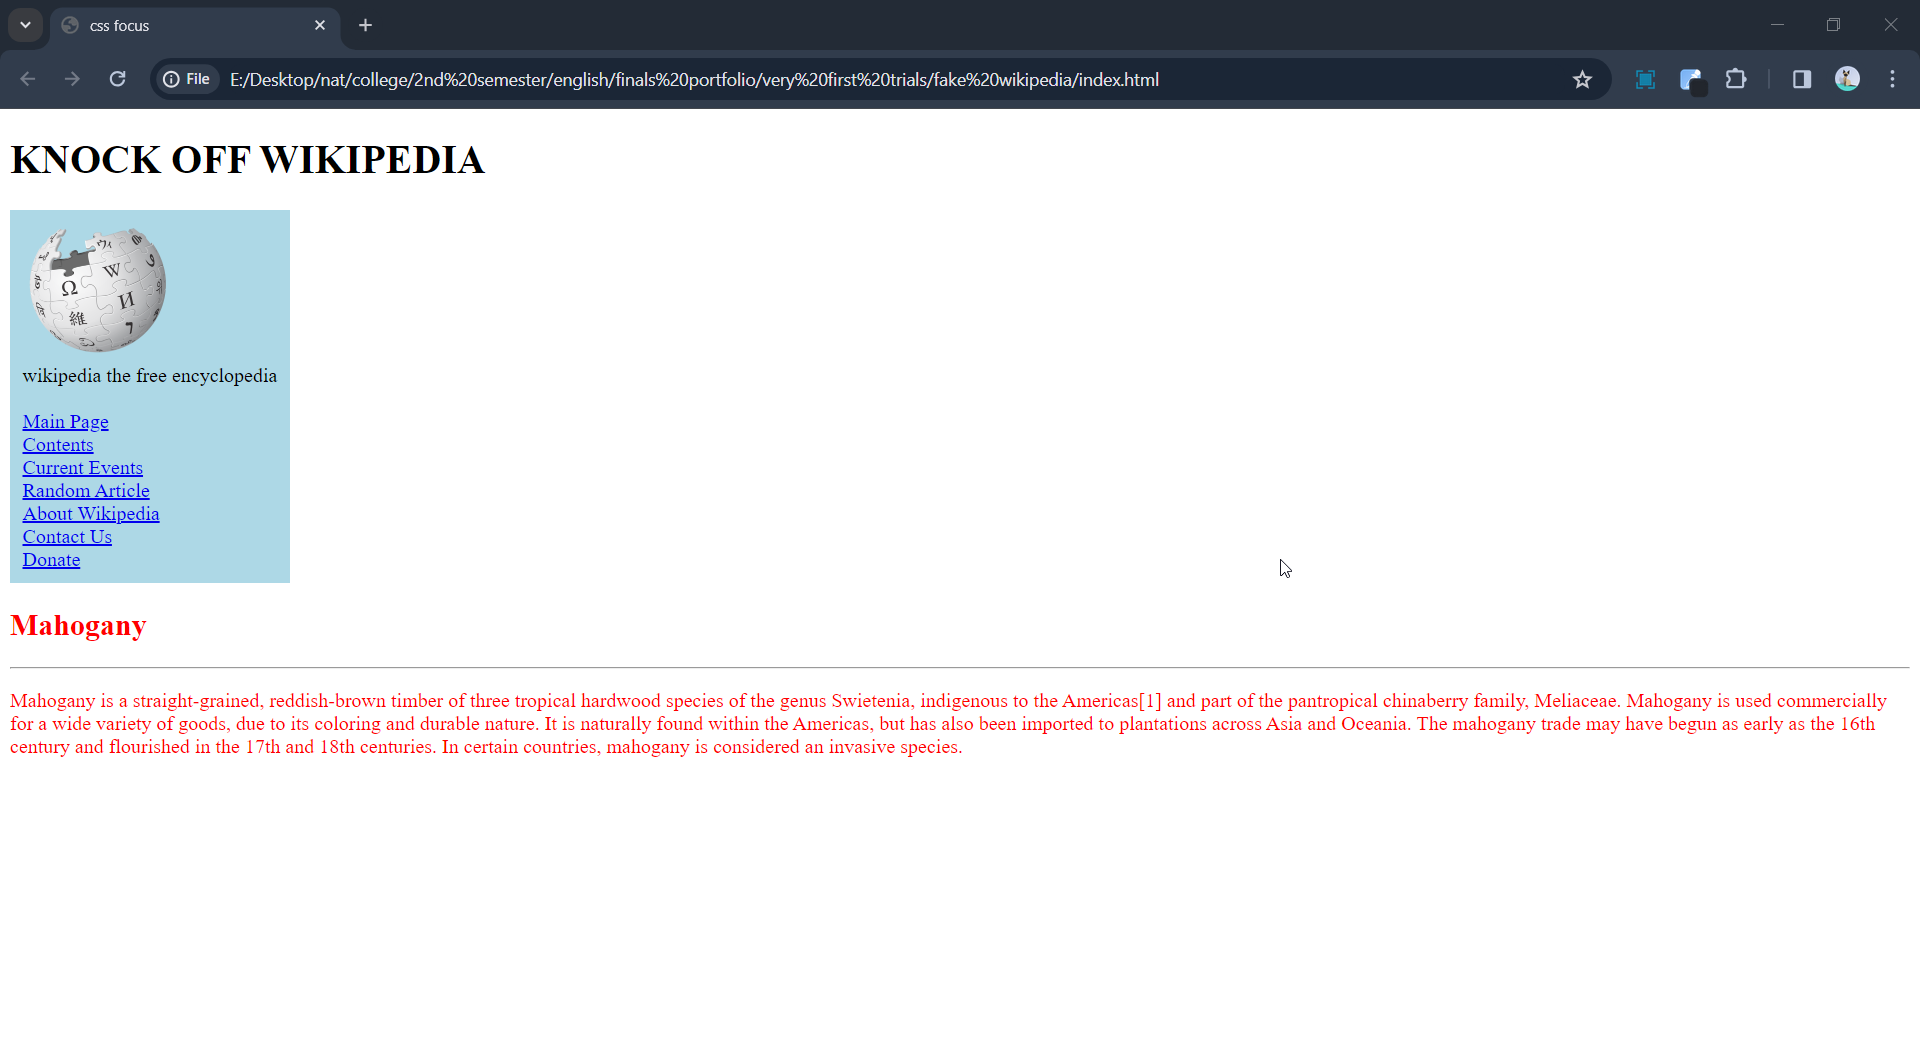 css focus
File
E:/Desktop/nat/college/2nd%20semester/english/finals%20portfolio/very%20first%20trials/fake%20wikipedia/index.html
KNOCK OFF WIKIPEDIA
W
Ω
И
維
wikipedia the free encyclopedia
Main Page
Contents
Current Events
Random Article
About Wikipedia
Contact Us
Donate
Mahogany
Mahogany is a straight-grained, reddish-brown timber of three tropical hardwood species of the genus Swietenia, indigenous to the Americas[1] and part of the pantropical chinaberry family, Meliaceae. Mahogany is used commercially
for a wide variety of goods, due to its coloring and durable nature. It is naturally found within the Americas, but has also been imported to plantations across Asia and Oceania. The mahogany trade may have begun as early as the 16th
century and flourished in the 17th and 18th centuries. In certain countries, mahogany is considered an invasive species.